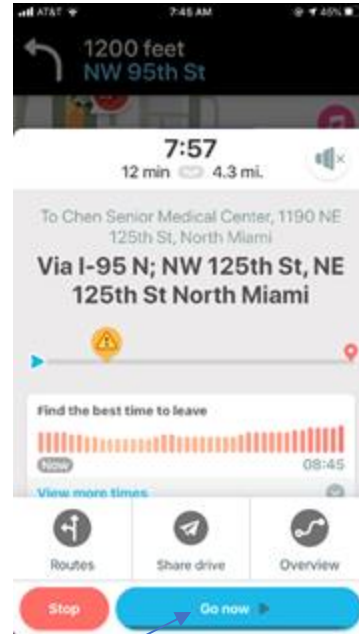 AT&T 7:45 AM 45%
1200 feet
NW 95th St
7:57
12 min 4.3 mi.
To Chen Senior Medical Center, 1190 NE
125th St, North Miami
Via I-95 N; NW 125th St, NE
125th St North Miami
Find the best time to leave
Now 08:45
View more times
Routes Share drive Overview
Stop Go now